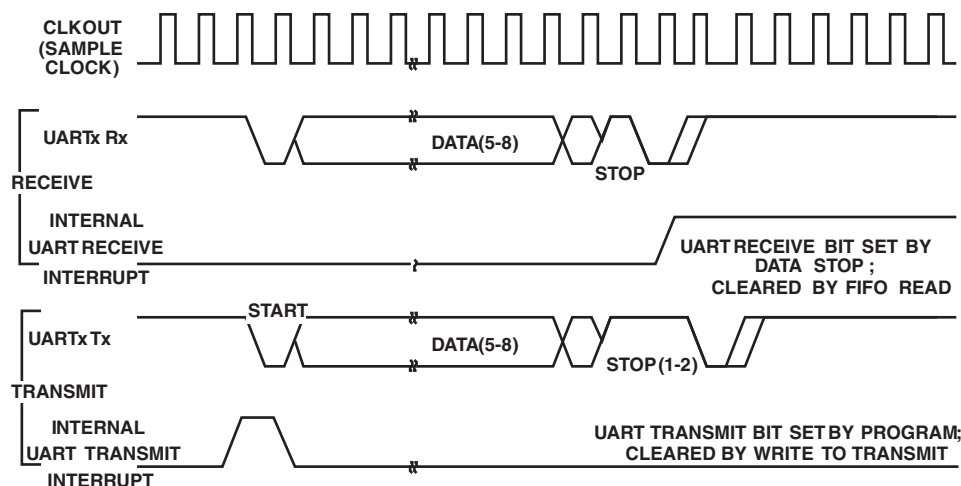 CLKOUT
(SAMPLE
CLOCK)
UARTx Rx
DATA(5-8)
STOP
RECEIVE
INTERNAL
UART RECEIVE
INTERRUPT
UART RECEIVE BIT SET BY
DATA STOP ;
CLEARED BY FIFO READ
START
UARTx Tx
DATA(5-8)
STOP (1-2)
TRANSMIT
INTERNAL
UART TRANSMIT
INTERRUPT
UART TRANSMIT BIT SET BY PROGRAM;
CLEARED BY WRITE TO TRANSMIT